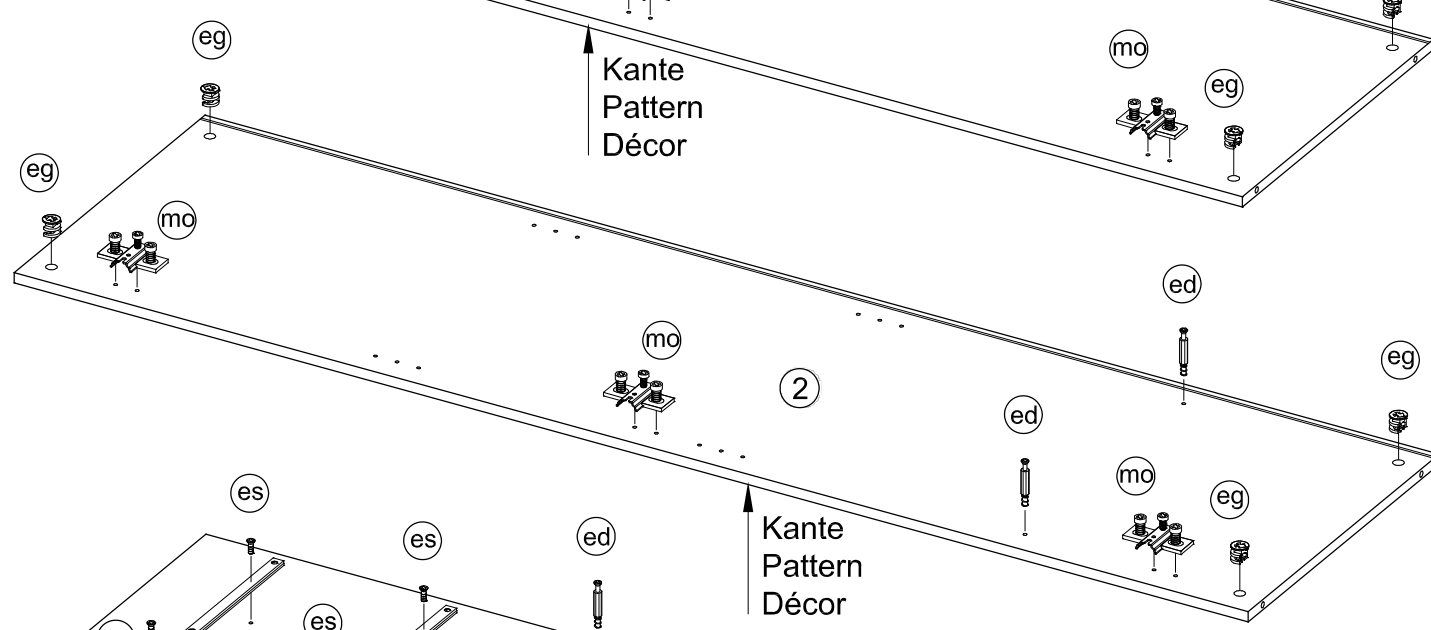 eg
mo
Kante
Pattern
Décor
eg
eg
mo
ed
mo
eg
2
ed
mo
eg
es
Kante
Pattern
Décor
es
ed
es